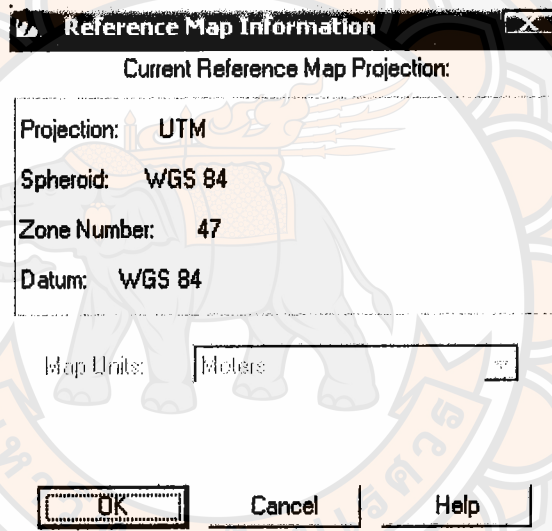 Reference Map Information
Current Reference Map Projection:
Projection: UTM
Spheroid: WGS 84
Zone Number: 47
Datum: WGS 84
Map Units: Meters
OK Cancel Help